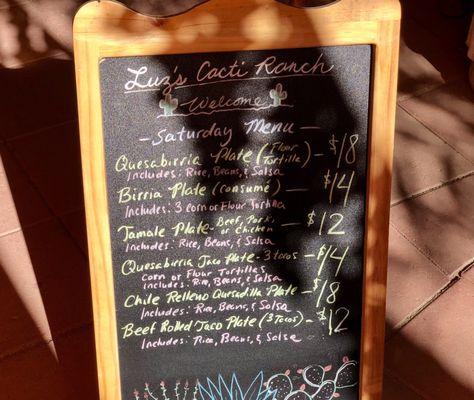 Luz's Cacti Ranch
Welcome
- Saturday Menu -
Quesabirria Plate (Flour Tortilla) - $18
Includes: Rice, Beans, & Salsa
Birria Plate (consumé) - $14
Includes: 3 corn or Flour Tortilla
Tamale Plate - Beef, Pork, or Chicken - $12
Includes: Rice, Beans, & Salsa
Quesabirria Taco Plate - 3 tacos - $14
Corn or Flour Tortillas
Includes: Rice, Beans, & Salsa
Chile Relleno Quesadilla Plate - $18
Includes: Rice, Beans, & Salsa
Beef Rolled Taco Plate (3 Tacos) - $12
Includes: Rice, Beans, & Salsa